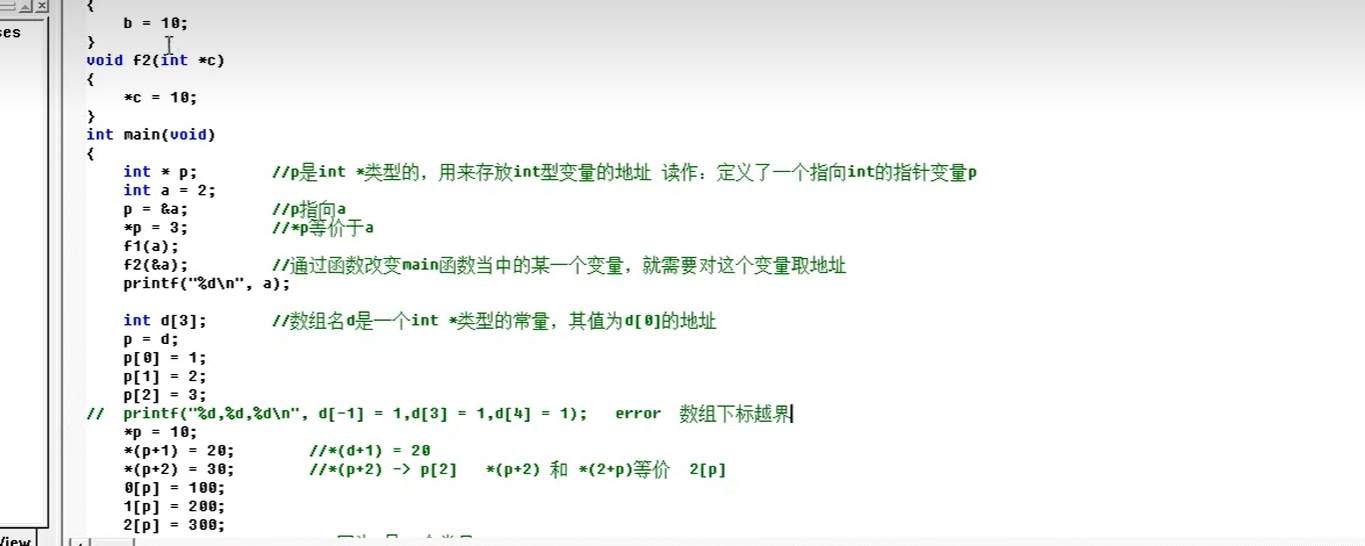 {
b = 10;
}
void f2(int *c)
{
*c = 10;
}
int main(void)
{
int * p; //p是int *类型的，用来存放int型变量的地址 读作：定义了一个指向int的指针变量p
int a = 2;
p = &a; //p指向a
*p = 3; //*p等价于a
f1(a);
f2(&a); //通过函数改变main函数当中的某一个变量，就需要对这个变量取地址
printf("%d\n", a);
int d[3]; //数组名d是一个int *类型的常量，其值为d[0]的地址
p = d;
p[0] = 1;
p[1] = 2;
p[2] = 3;
// printf("%d,%d,%d\n", d[-1] = 1,d[3] = 1,d[4] = 1); error 数组下标越界
*p = 10;
*(p+1) = 20; //*(d+1) = 20
*(p+2) = 30; //*(p+2) -> p[2] *(p+2) 和 *(2+p)等价 2[p]
0[p] = 100;
1[p] = 200;
2[p] = 300;
ses
View